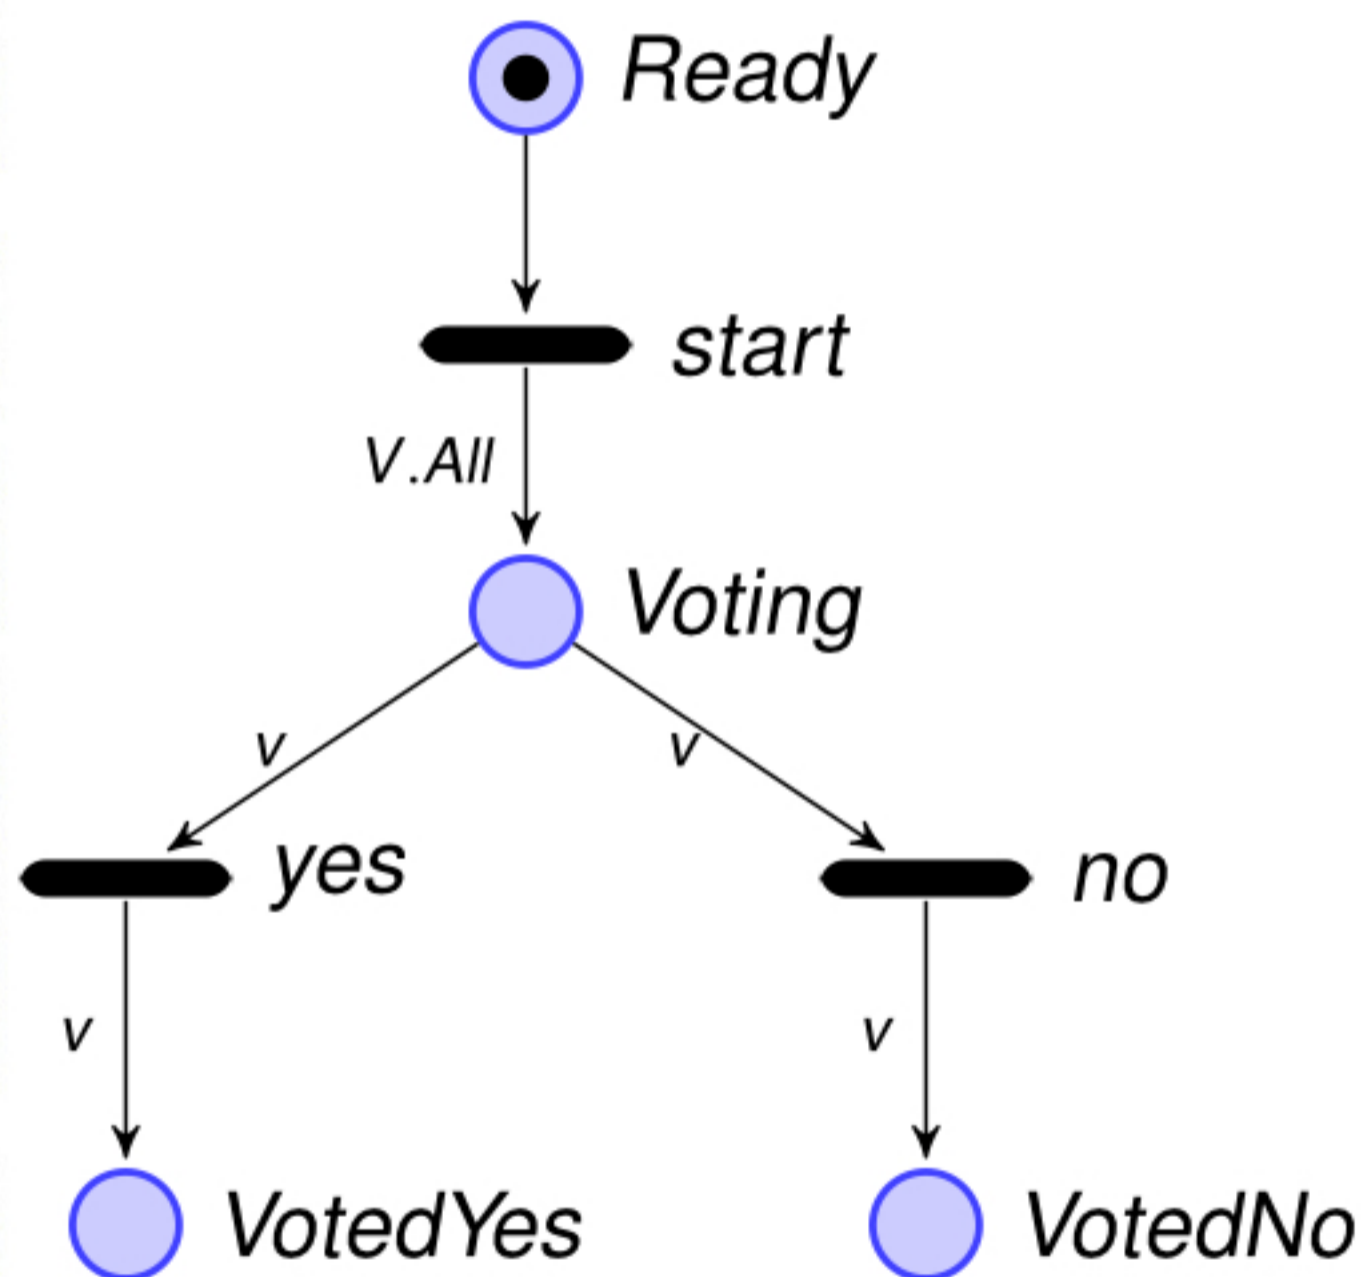 Ready
start
V.All
Voting
v
v
yes
no
v
v
VotedYes
VotedNo